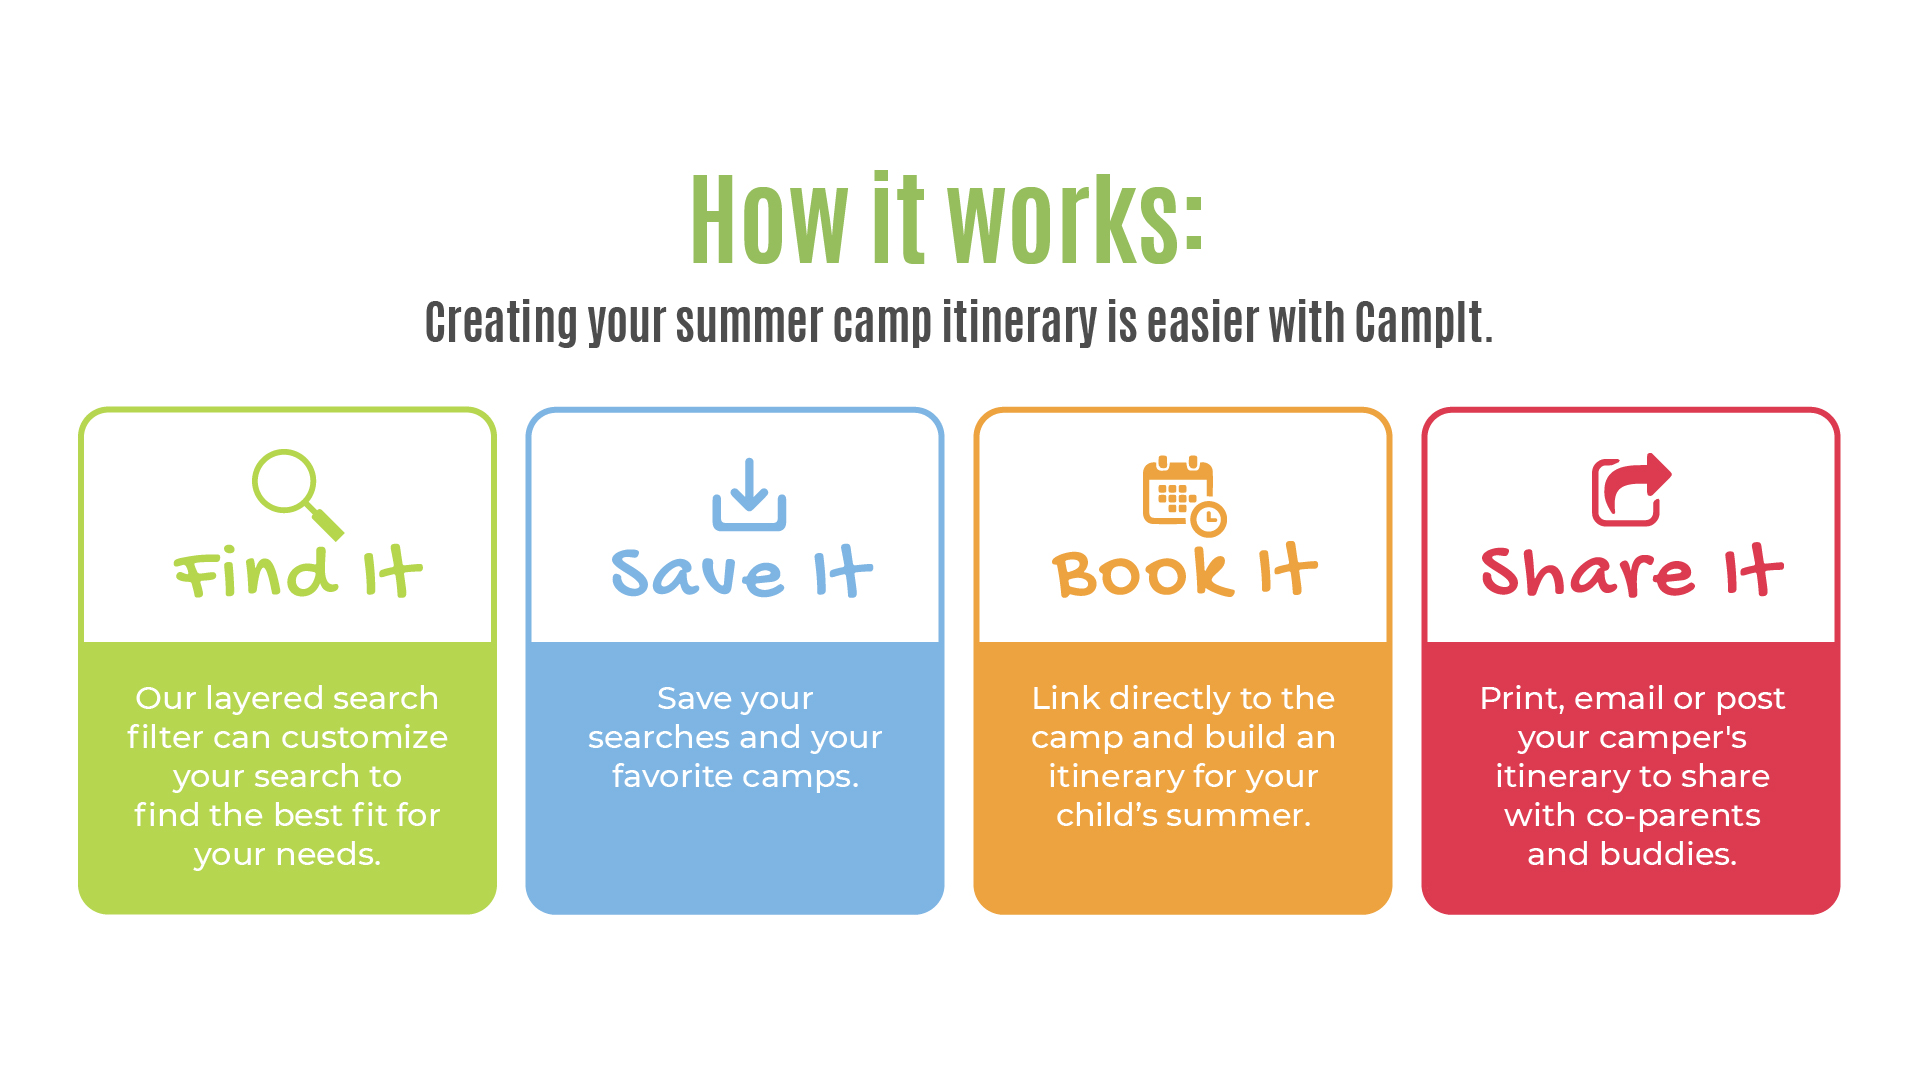 How it works:
Creating your summer camp itinerary is easier with CampIt.
Find It
Our layered search
filter can customize
your search to
find the best fit for
your needs.
Save It
Save your
searches and your
favorite camps.
Book It
Link directly to the
camp and build an
itinerary for your
child’s summer.
Share It
Print, email or post
your camper's
itinerary to share
with co-parents
and buddies.